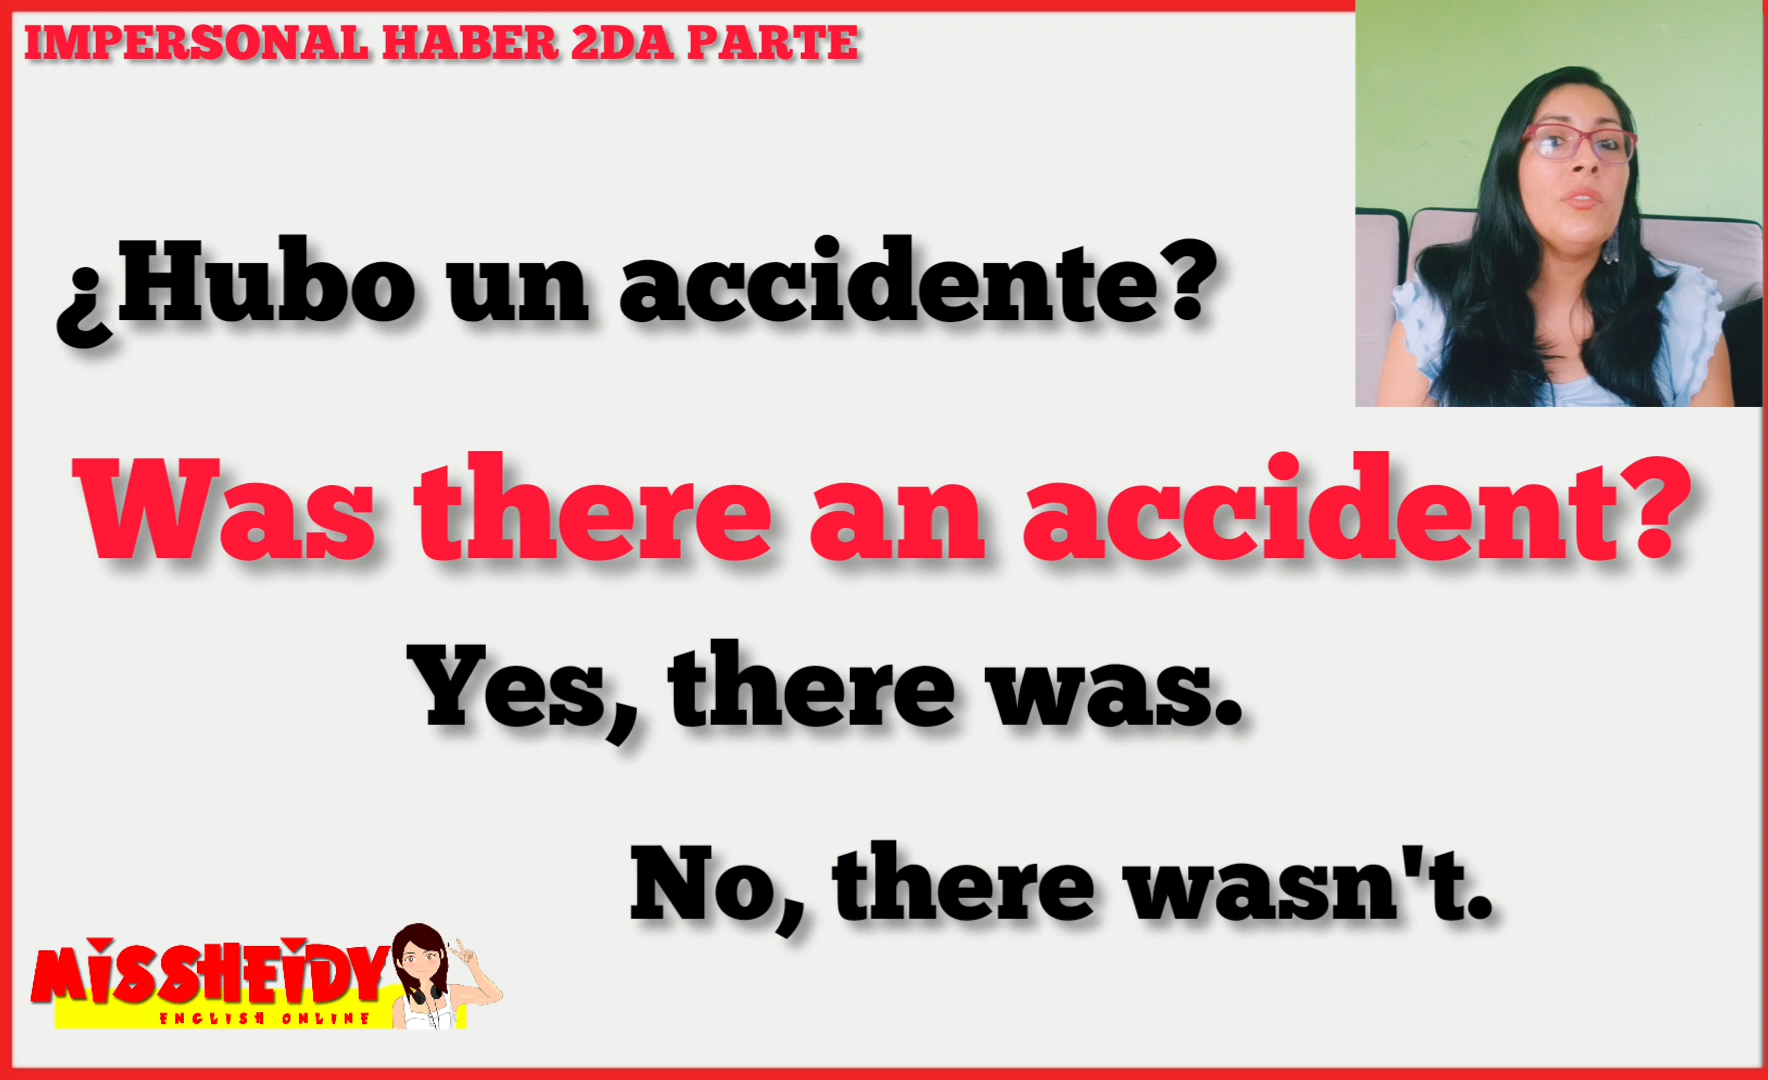 IMPERSONAL HABER 2DA PARTE
¿Hubo un accidente?
Was there an accident?
Yes, there was.
No, there wasn't.
MISSHEIDY
ENGLISH ONLINE